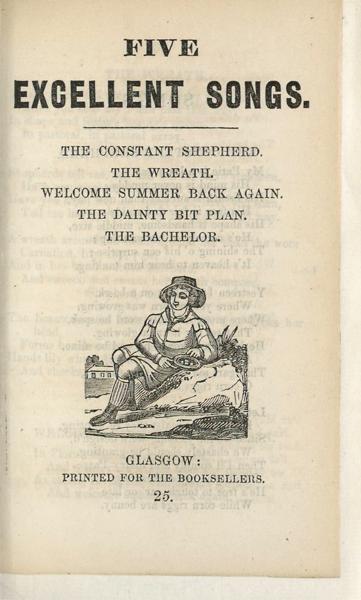 FIVE
EXCELLENT SONGS.
THE CONSTANT SHEPHERD.
THE WREATH.
WELCOME SUMMER BACK AGAIN.
THE DAINTY BIT PLAN.
THE BACHELOR.
GLASGOW:
PRINTED FOR THE BOOKSELLERS.
25.